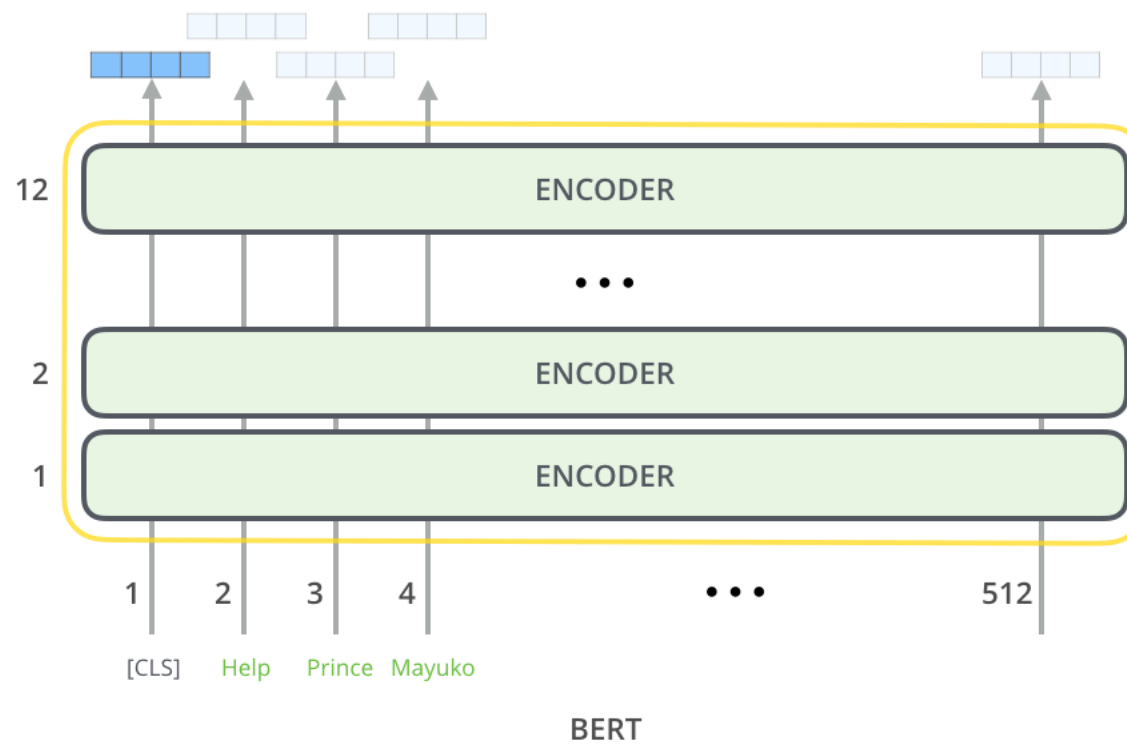 12 ENCODER
...
2 ENCODER
1 ENCODER
1 2 3 4 ... 512
[CLS] Help Prince Mayuko
BERT